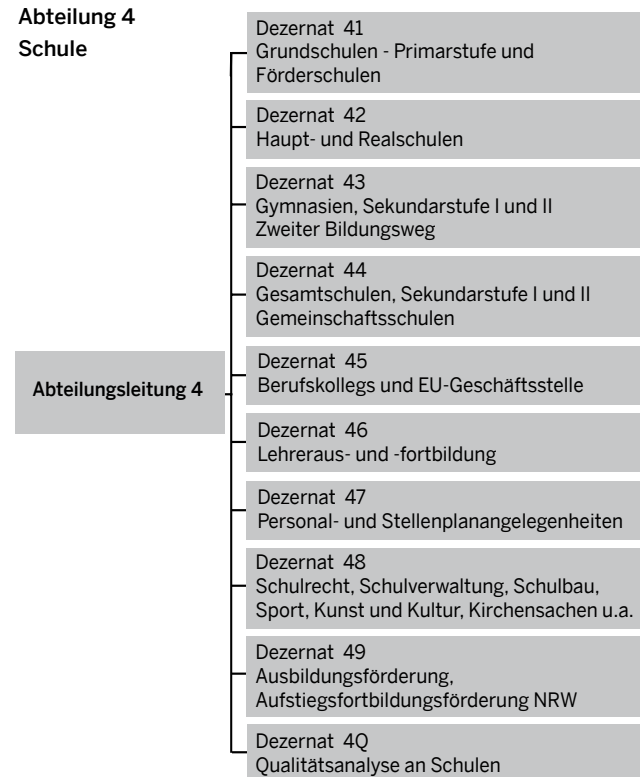 Abteilung 4
Schule
Dezernat 41
Grundschulen - Primarstufe und
Förderschulen
Dezernat 42
Haupt- und Realschulen
Dezernat 43
Gymnasien, Sekundarstufe I und II
Zweiter Bildungsweg
Dezernat 44
Gesamtschulen, Sekundarstufe I und II
Gemeinschaftsschulen
Abteilungsleitung 4
Dezernat 45
Berufskollegs und EU-Geschäftsstelle
Dezernat 46
Lehreraus- und -fortbildung
Dezernat 47
Personal- und Stellenplanangelegenheiten
Dezernat 48
Schulrecht, Schulverwaltung, Schulbau,
Sport, Kunst und Kultur, Kirchensachen u.a.
Dezernat 49
Ausbildungsförderung,
Aufstiegsfortbildungsförderung NRW
Dezernat 4Q
Qualitätsanalyse an Schulen